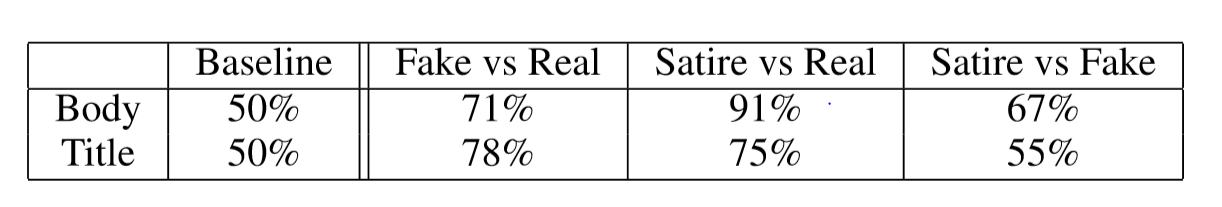 Baseline Fake vs Real Satire vs Real Satire vs Fake
Body 50% 71% 91% 67%
Title 50% 78% 75% 55%